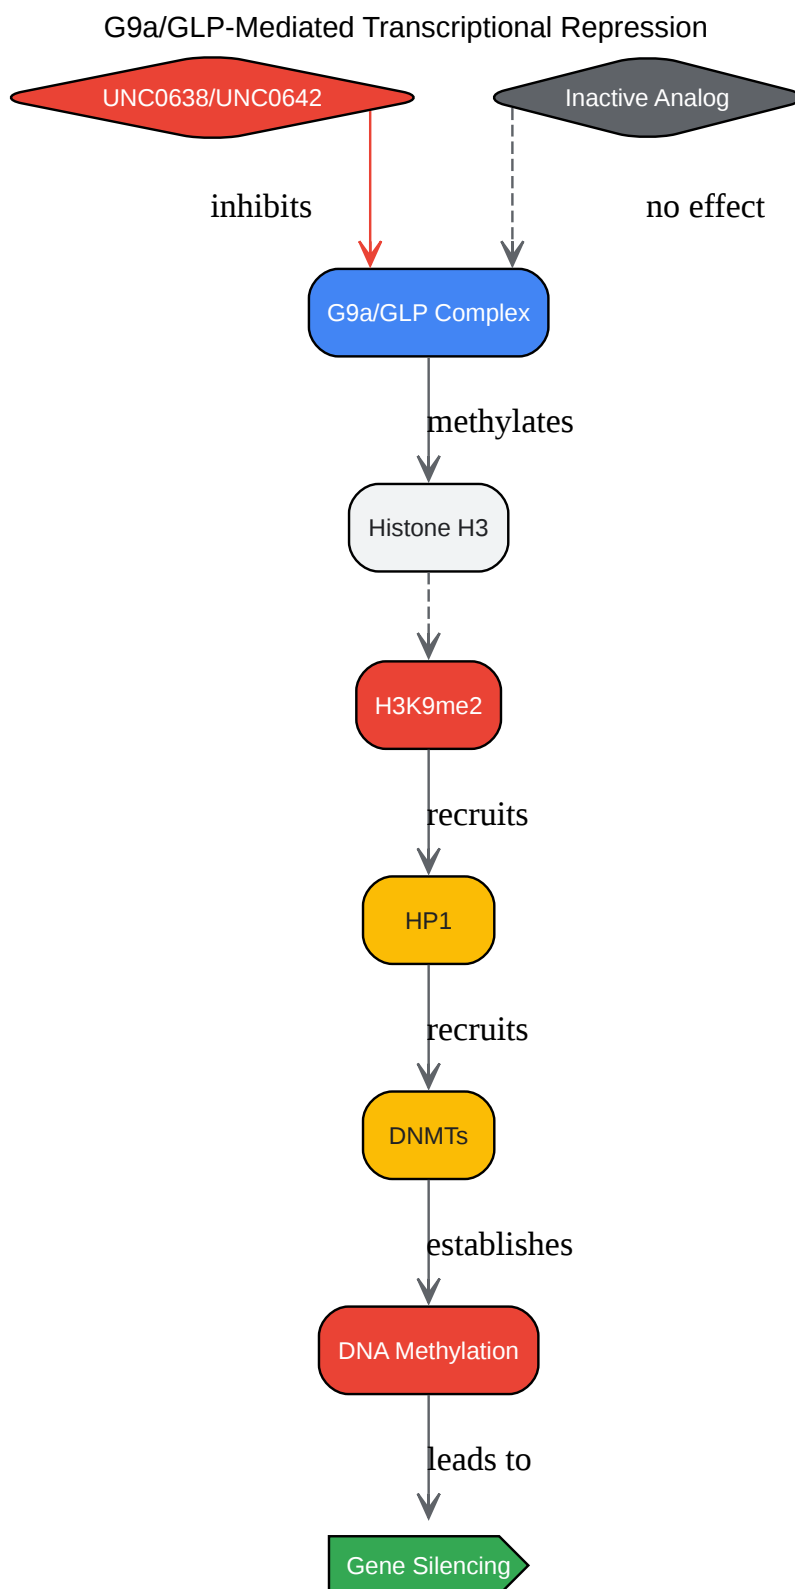 G9a/GLP-Mediated Transcriptional Repression
UNC0638/UNC0642
Inactive Analog
inhibits
no effect
G9a/GLP Complex
methylates
Histone H3
H3K9me2
recruits
HP1
recruits
DNMTs
establishes
DNA Methylation
leads to
Gene Silencing